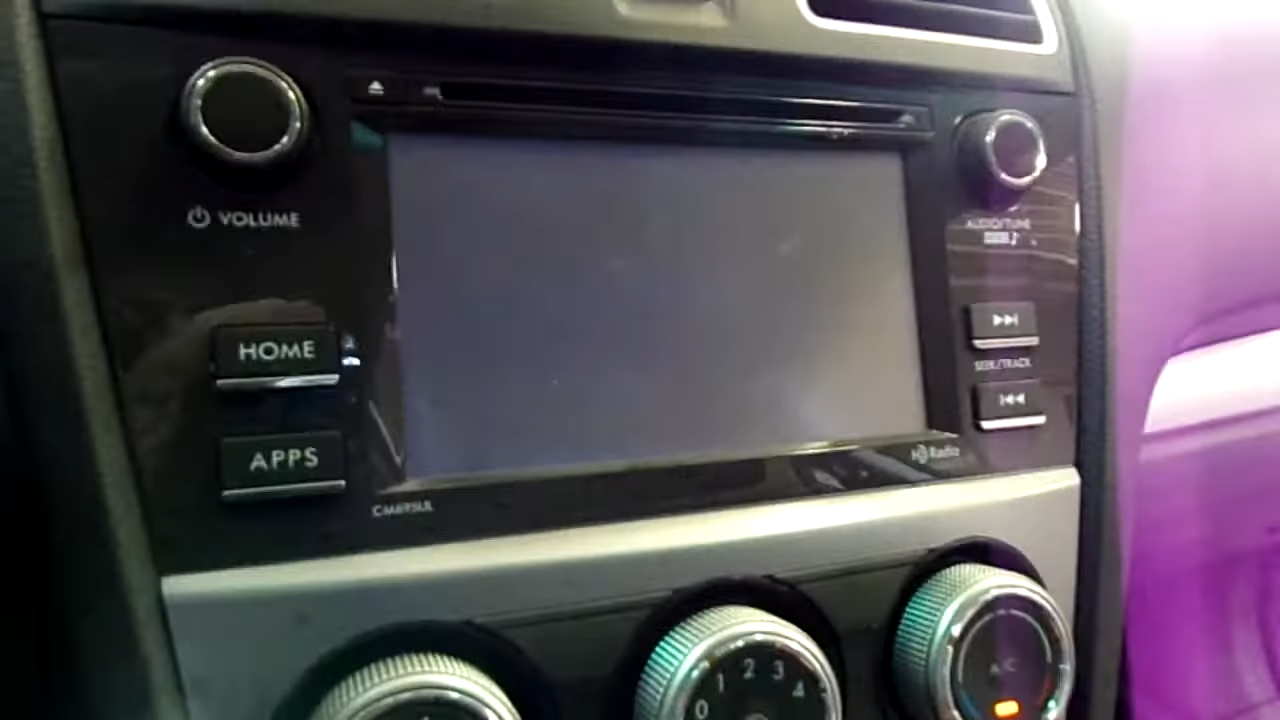 VOLUME
AUDIO/TUNE
HOME
SEEK/TRACK
APPS
HD Radio
CM695UL
1 2 3
0 4
A/C